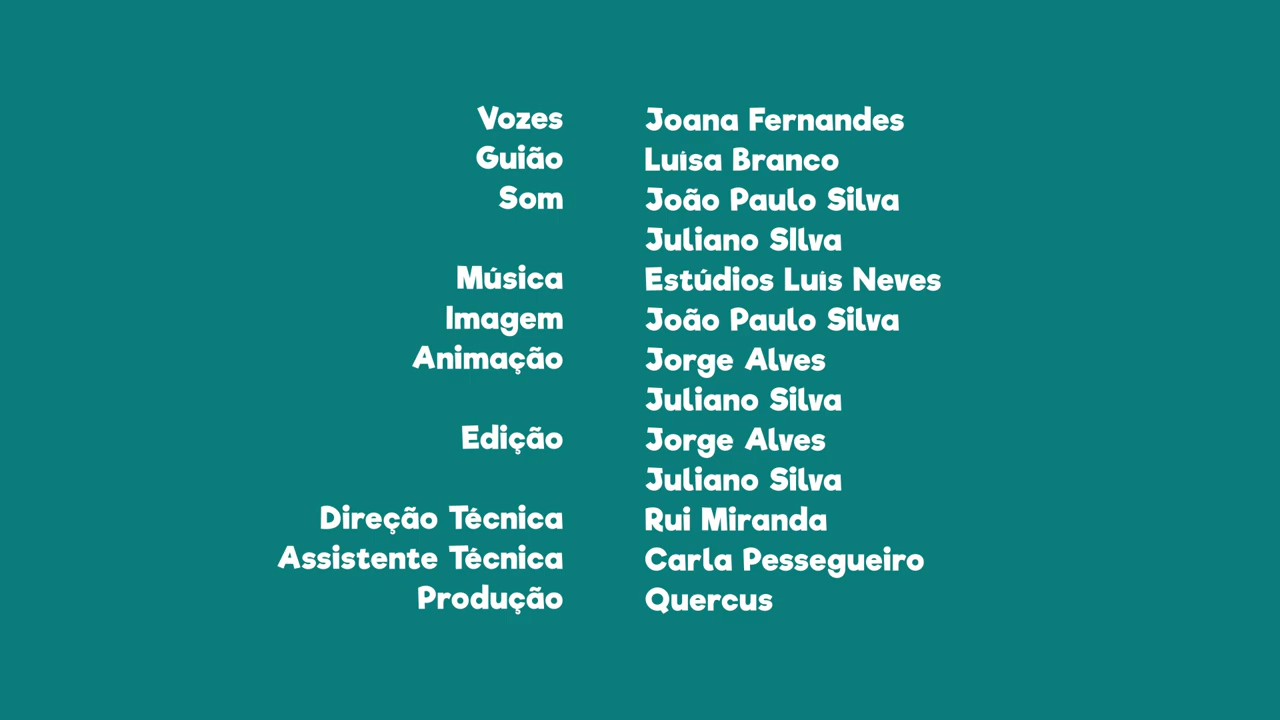 Vozes Joana Fernandes
Guião Luísa Branco
Som João Paulo Silva
Juliano SIlva
Música Estúdios Luís Neves
Imagem João Paulo Silva
Animação Jorge Alves
Juliano Silva
Edição Jorge Alves
Juliano Silva
Direção Técnica Rui Miranda
Assistente Técnica Carla Pessegueiro
Produção Quercus